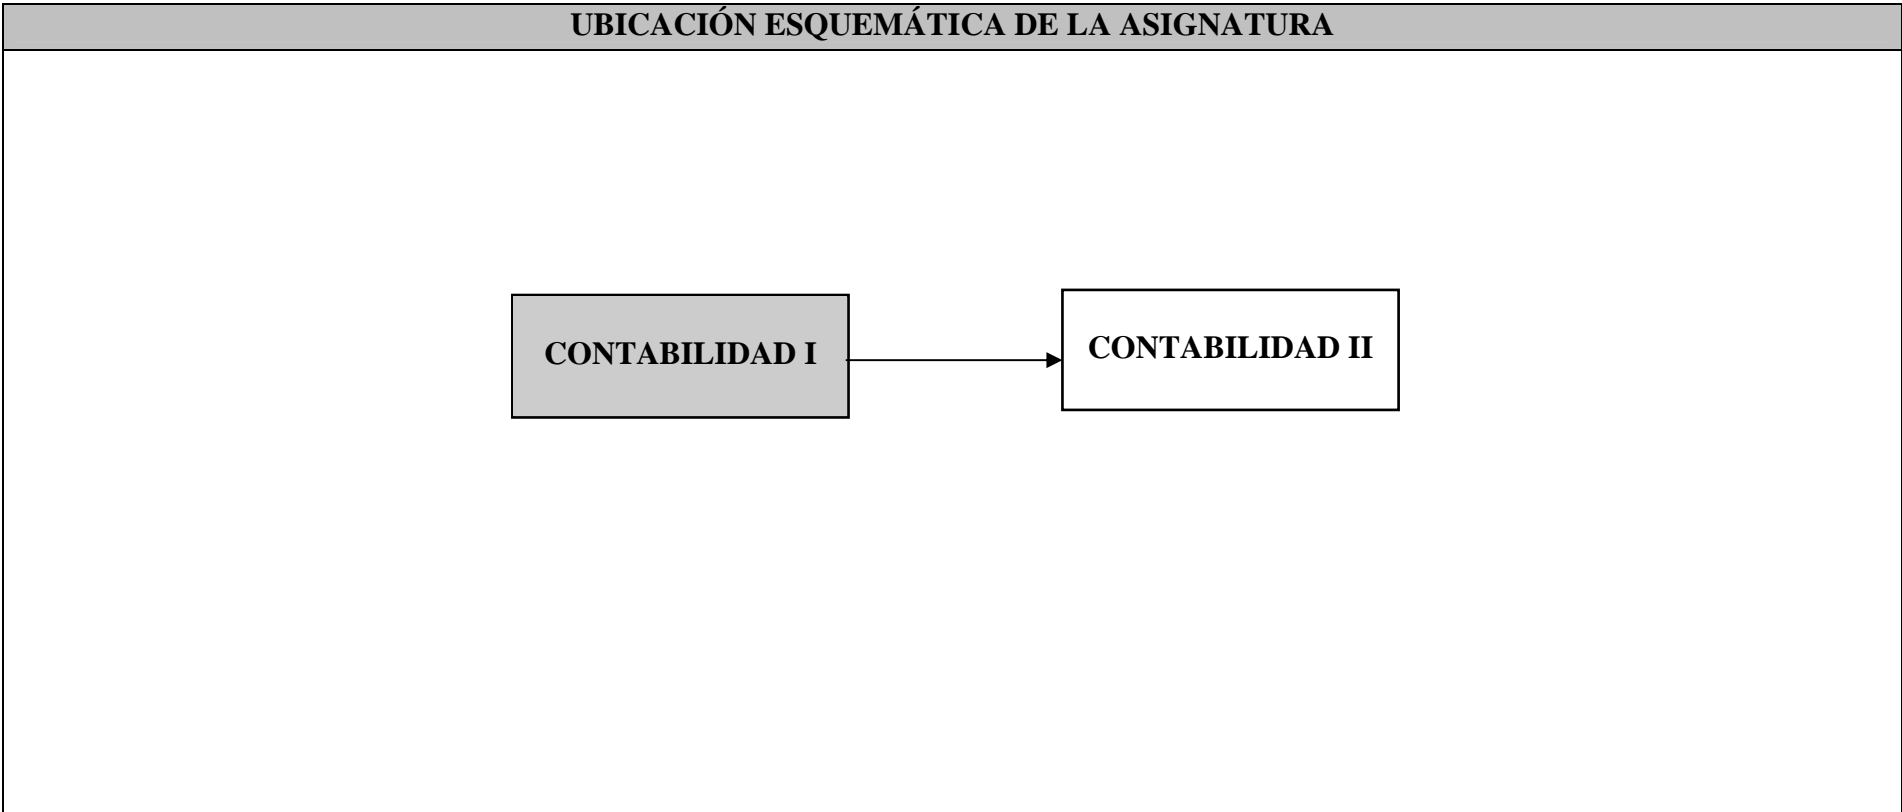 UBICACIÓN ESQUEMÁTICA DE LA ASIGNATURA
CONTABILIDAD I
CONTABILIDAD II